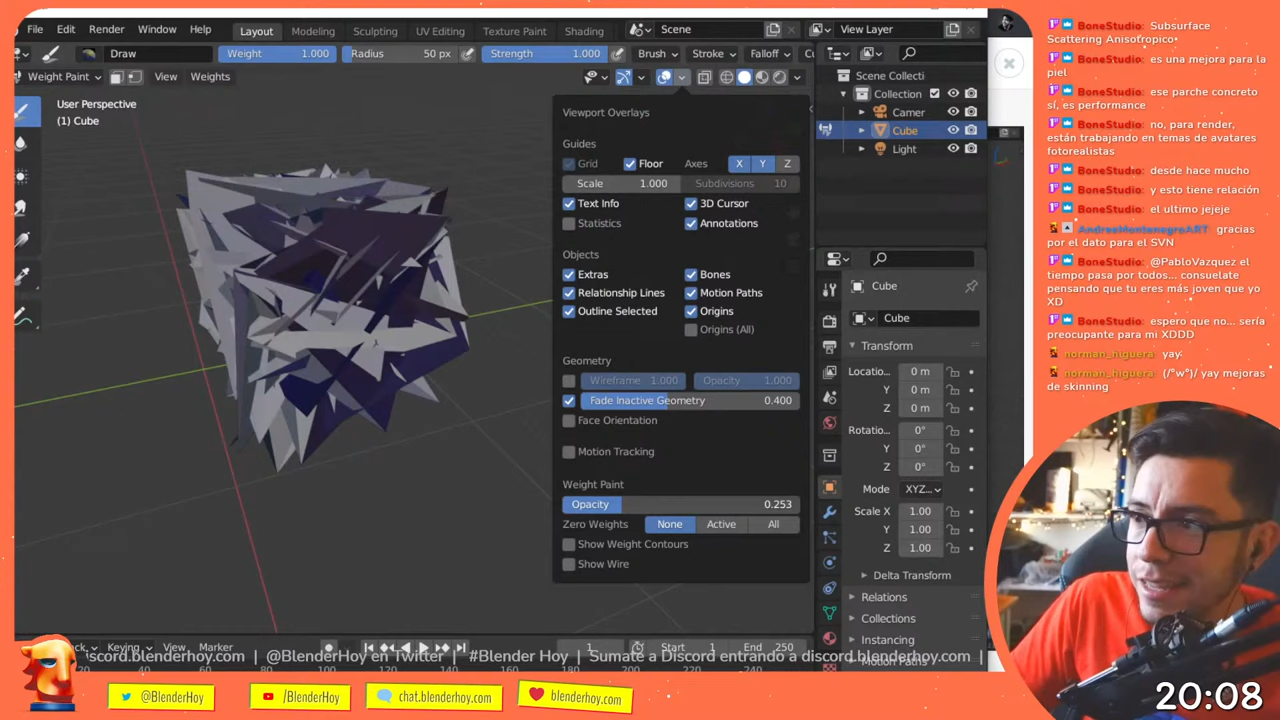 File Edit Render Window Help Layout Modeling Sculpting UV Editing Texture Paint Shading Scene View Layer
Draw Weight 1.000 Radius 50 px Strength 1.000 Brush Stroke Falloff
Weight Paint View Weights
User Perspective
(1) Cube
Viewport Overlays
Guides
Grid Floor Axes X Y Z
Scale 1.000 Subdivisions 10
Text Info 3D Cursor
Statistics Annotations
Objects
Extras Bones
Relationship Lines Motion Paths
Outline Selected Origins
Origins (All)
Geometry
Wireframe 1.000 Opacity 1.000
Fade Inactive Geometry 0.400
Face Orientation
Motion Tracking
Weight Paint
Opacity 0.253
Zero Weights None Active All
Show Weight Contours
Show Wire
Scene Collecti
Collection
Camer
Cube
Light
Cube
Cube
Transform
Locatio... 0 m
Y 0 m
Z 0 m
Rotatio... 0°
Y 0°
Z 0°
Mode XYZ...
Scale X 1.00
Y 1.00
Z 1.00
Delta Transform
Relations
Collections
Instancing
Motion Paths
Keying View Marker 1 Start 1 End 250
BoneStudio: Subsurface
Scattering Anisotropico
BoneStudio: es una mejora para la
piel
BoneStudio: ese parche concreto
sí, es performance
BoneStudio: no, para render,
están trabajando en temas de avatares
fotorealistas
BoneStudio: desde hace mucho
BoneStudio: y esto tiene relación
BoneStudio: el ultimo jejeje
AndreaMontenegroART gracias
por el dato para el SVN
BoneStudio: @PabloVazquez el
tiempo pasa por todos... consuelate
pensando que tu eres más joven que yo
XD
BoneStudio: espero que no... sería
preocupante para mi XDDD
norman_higuera: yay
norman_higuera: (/°w°)/ yay mejoras
de skinning
iscord.blenderhoy.com | @BlenderHoy en Twitter | #Blender Hoy | Sumate a Discord entrando a discord.blenderhoy.com |
@BlenderHoy /BlenderHoy chat.blenderhoy.com blenderhoy.com
20:08